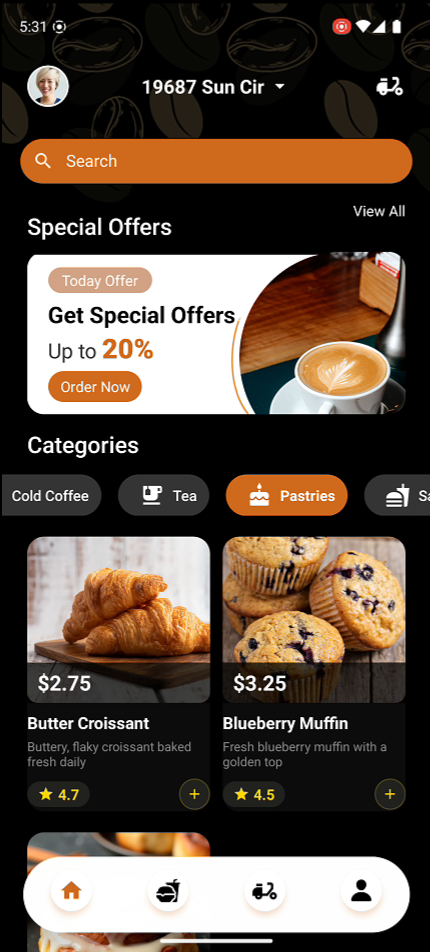 5:31
19687 Sun Cir
Search
View All
Special Offers
Today Offer
Get Special Offers
Up to 20%
Order Now
Categories
Cold Coffee
Tea
Pastries
Sa
$2.75
$3.25
Butter Croissant
Blueberry Muffin
Buttery, flaky croissant baked
fresh daily
Fresh blueberry muffin with a
golden top
4.7
+
4.5
+